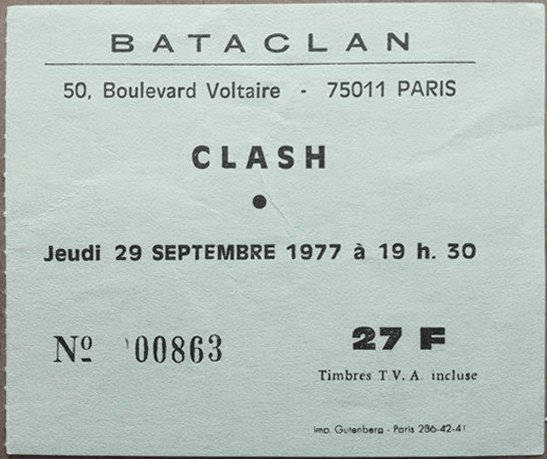 BATACLAN
50, Boulevard Voltaire - 75011 PARIS
CLASH
Jeudi 29 SEPTEMBRE 1977 à 19 h. 30
Nº 00863
27 F
Timbres T.V.A. incluse
imp. Gutenberg - Paris 236-42-41